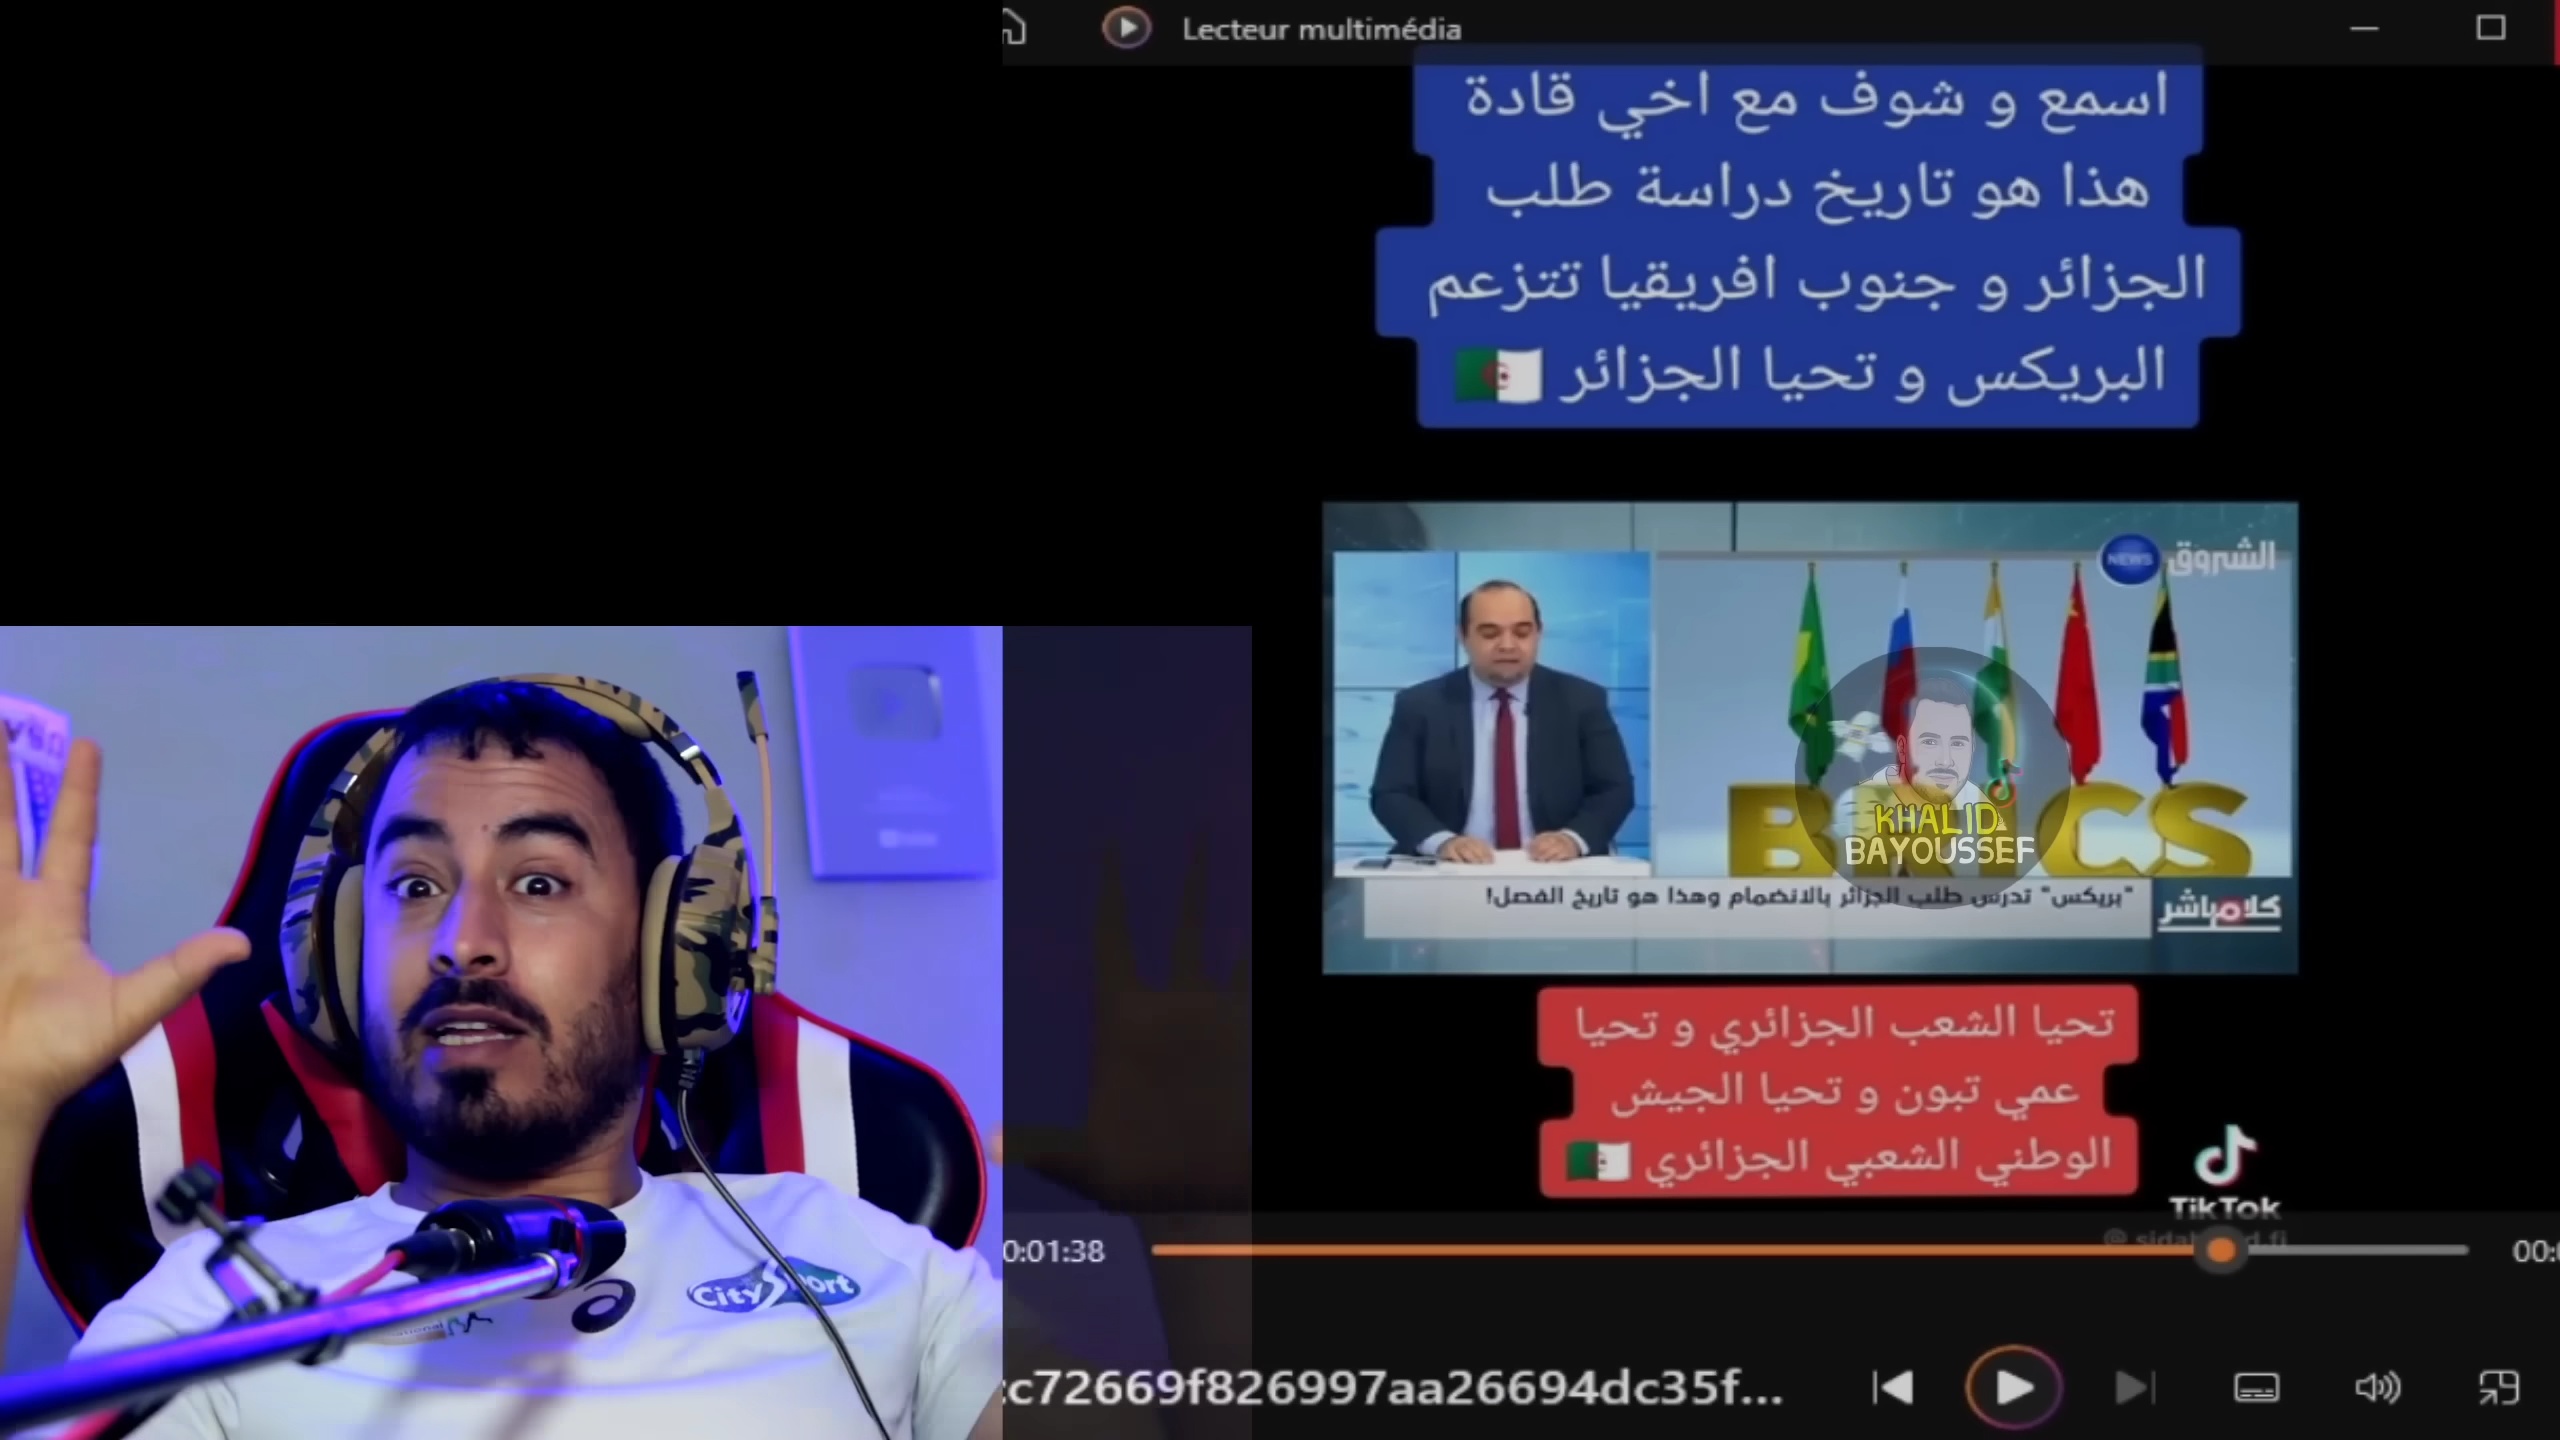 Lecteur multimédia
اسمع و شوف مع اخي قادة
هذا هو تاريخ دراسة طلب
الجزائر و جنوب افريقيا تتزعم
البريكس و تحيا الجزائر
NEWS الشروق
BR CS
KHALID
BAYOUSSEF
"بريكس" تدرس طلب الجزائر بالانضمام وهذا هو تاريخ الفصل!
كلام مباشر
تحيا الشعب الجزائري و تحيا
عمي تبون و تحيا الجيش
الوطني الشعبي الجزائري
TikTok
0:01:38
c72669f826997aa26694dc35f...
City Sport